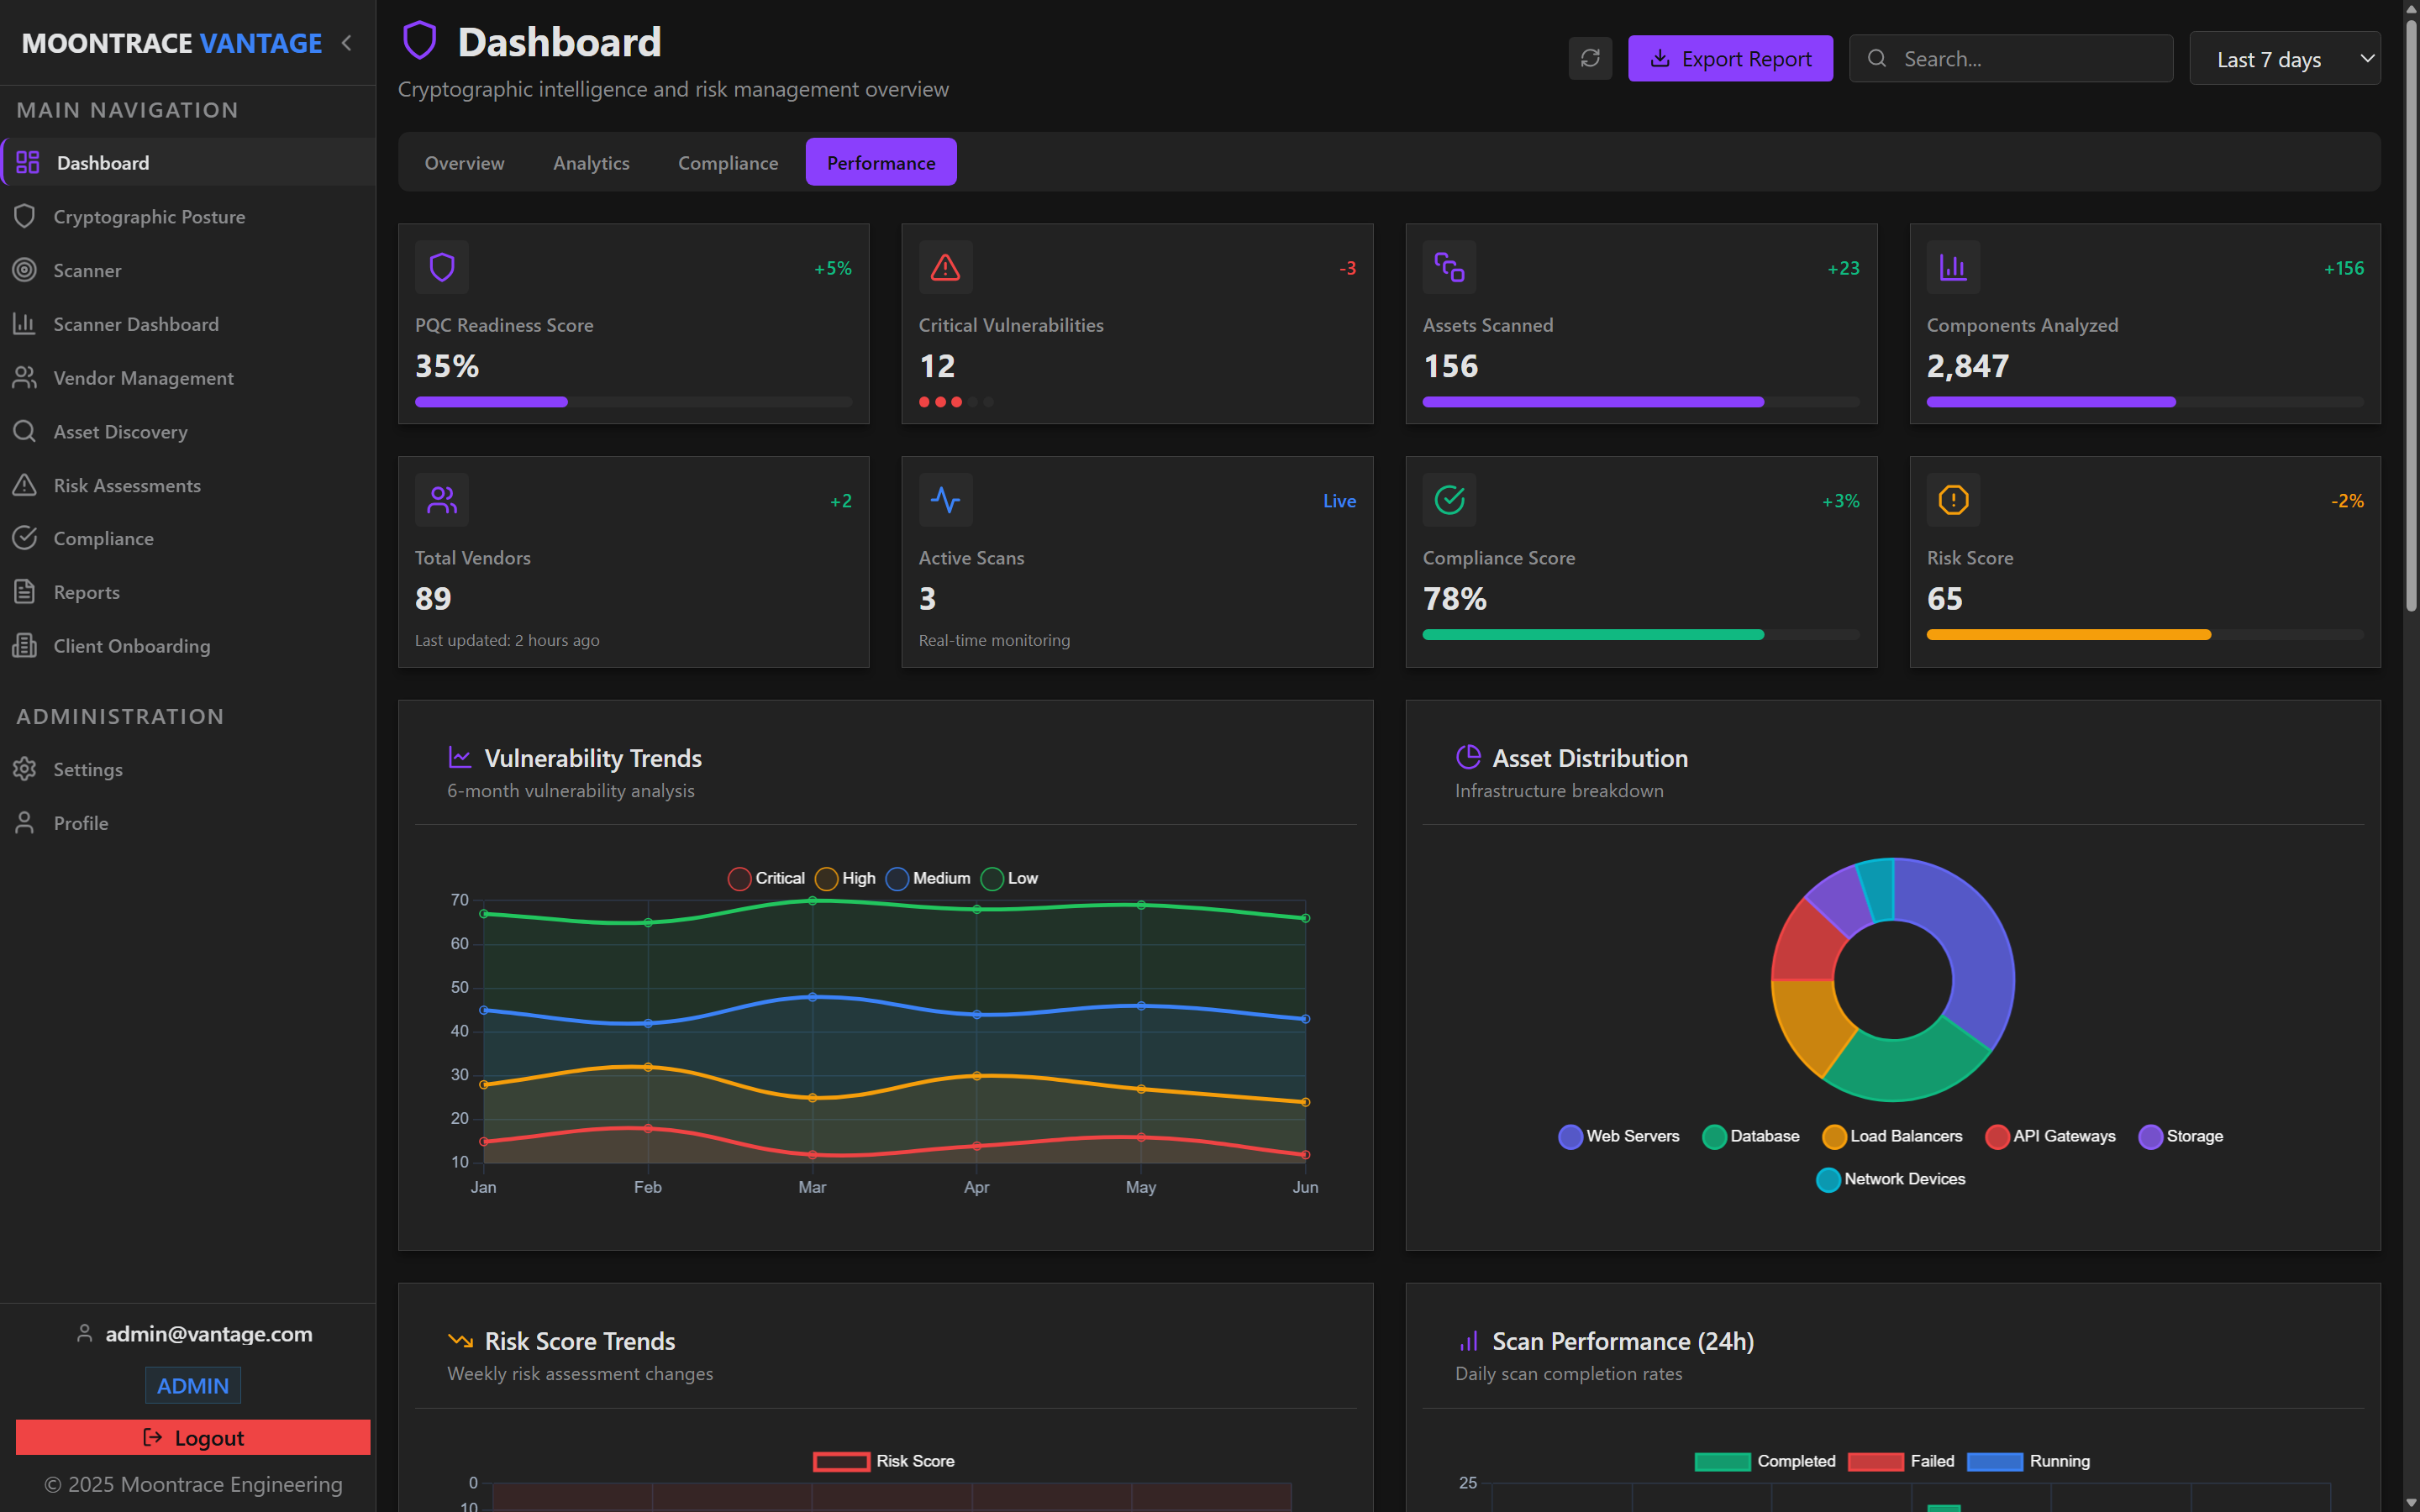 MOONTRACE VANTAGE
MAIN NAVIGATION
Dashboard
Cryptographic Posture
Scanner
Scanner Dashboard
Vendor Management
Asset Discovery
Risk Assessments
Compliance
Reports
Client Onboarding
ADMINISTRATION
Settings
Profile
admin@vantage.com
ADMIN
Logout
© 2025 Moontrace Engineering
Dashboard
Cryptographic intelligence and risk management overview
Export Report
Search...
Last 7 days
Overview Analytics Compliance Performance
+5%
PQC Readiness Score
35%
-3
Critical Vulnerabilities
12
+23
Assets Scanned
156
+156
Components Analyzed
2,847
+2
Total Vendors
89
Last updated: 2 hours ago
Live
Active Scans
3
Real-time monitoring
+3%
Compliance Score
78%
-2%
Risk Score
65
Vulnerability Trends
6-month vulnerability analysis
Critical High Medium Low
70
60
50
40
30
20
10
Jan Feb Mar Apr May Jun
Asset Distribution
Infrastructure breakdown
Web Servers Database Load Balancers API Gateways Storage
Network Devices
Risk Score Trends
Weekly risk assessment changes
Risk Score
0
10
Scan Performance (24h)
Daily scan completion rates
Completed Failed Running
25